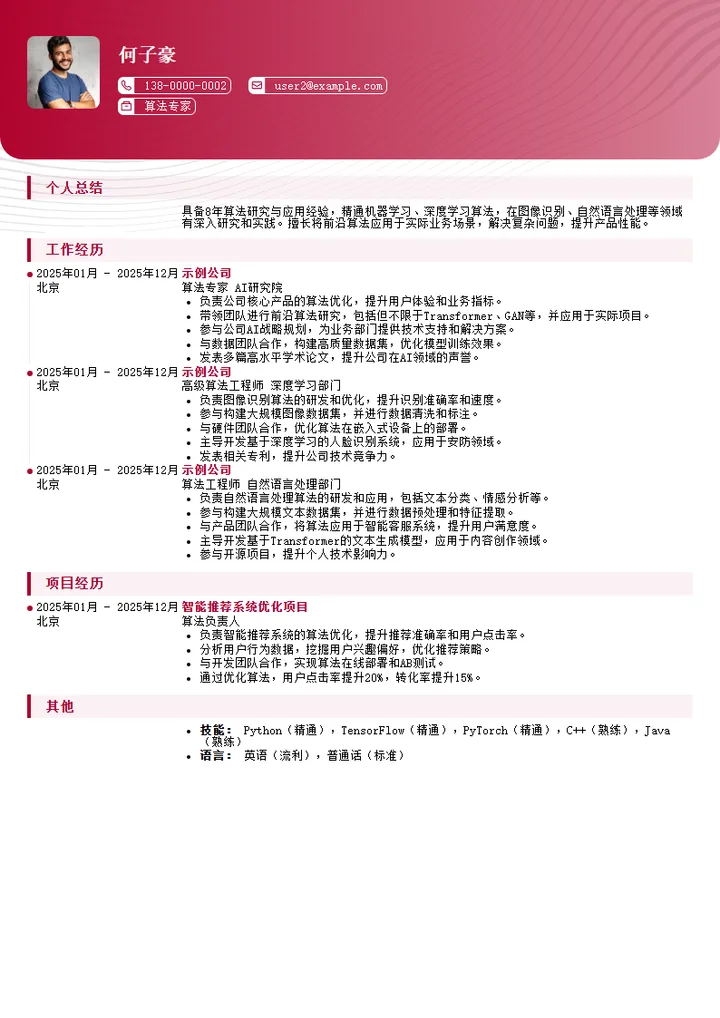 何子豪
138-0000-0002
user2@example.com
算法专家
个人总结
具备8年算法研究与应用经验，精通机器学习、深度学习算法，在图像识别、自然语言处理等领域
有深入研究和实践。擅长将前沿算法应用于实际业务场景，解决复杂问题，提升产品性能。
工作经历
2025年01月 - 2025年12月 示例公司
北京 算法专家 AI研究院
• 负责公司核心产品的算法优化，提升用户体验和业务指标。
• 带领团队进行前沿算法研究，包括但不限于Transformer、GAN等，并应用于实际项目。
• 参与公司AI战略规划，为业务部门提供技术支持和解决方案。
• 与数据团队合作，构建高质量数据集，优化模型训练效果。
• 发表多篇高水平学术论文，提升公司在AI领域的声誉。
2025年01月 - 2025年12月 示例公司
北京 高级算法工程师 深度学习部门
• 负责图像识别算法的研发和优化，提升识别准确率和速度。
• 参与构建大规模图像数据集，并进行数据清洗和标注。
• 与硬件团队合作，优化算法在嵌入式设备上的部署。
• 主导开发基于深度学习的人脸识别系统，应用于安防领域。
• 发表相关专利，提升公司技术竞争力。
2025年01月 - 2025年12月 示例公司
北京 算法工程师 自然语言处理部门
• 负责自然语言处理算法的研发和应用，包括文本分类、情感分析等。
• 参与构建大规模文本数据集，并进行数据预处理和特征提取。
• 与产品团队合作，将算法应用于智能客服系统，提升用户满意度。
• 主导开发基于Transformer的文本生成模型，应用于内容创作领域。
• 参与开源项目，提升个人技术影响力。
项目经历
2025年01月 - 2025年12月 智能推荐系统优化项目
北京 算法负责人
• 负责智能推荐系统的算法优化，提升推荐准确率和用户点击率。
• 分析用户行为数据，挖掘用户兴趣偏好，优化推荐策略。
• 与开发团队合作，实现算法在线部署和AB测试。
• 通过优化算法，用户点击率提升20%，转化率提升15%。
其他
• 技能： Python（精通），TensorFlow（精通），PyTorch（精通），C++（熟练），Java
（熟练）
• 语言： 英语（流利），普通话（标准）